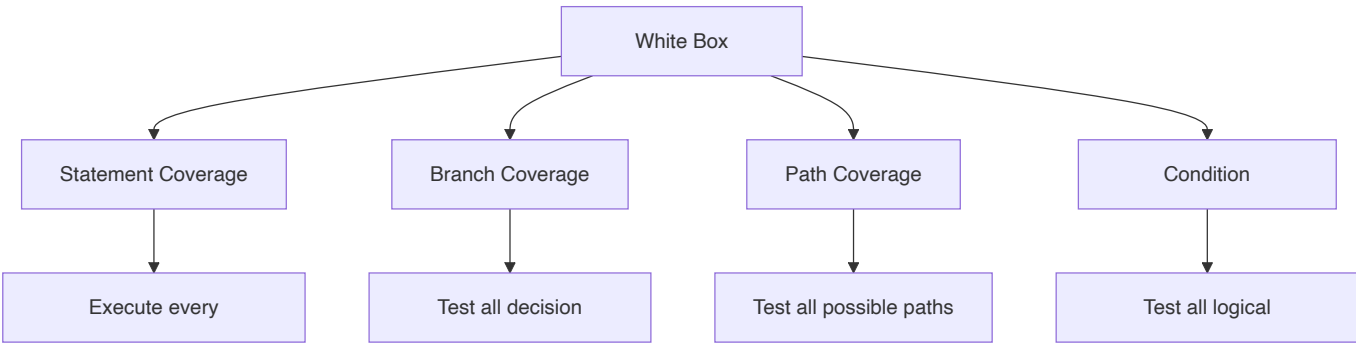 White Box
Statement Coverage
Branch Coverage
Path Coverage
Condition
Execute every
Test all decision
Test all possible paths
Test all logical